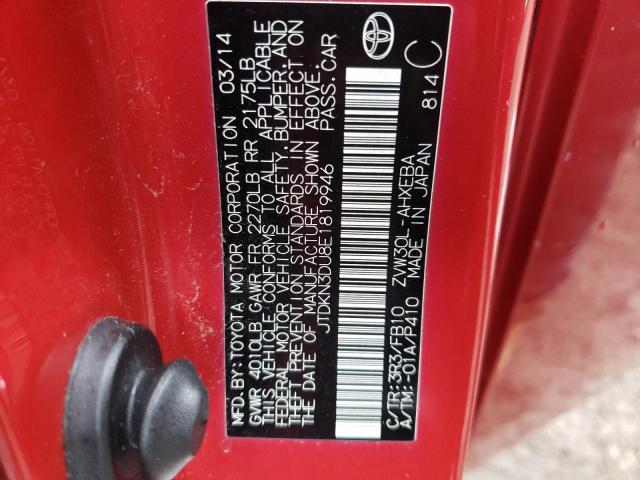 MFD. BY: TOYOTA MOTOR CORPORATION 03/14
GVWR 4010LB GAWR FR 2270LB RR 2175LB
THIS VEHICLE CONFORMS TO ALL APPLICABLE
FEDERAL MOTOR VEHICLE SAFETY, BUMPER, AND
THEFT PREVENTION STANDARDS IN EFFECT ON
THE DATE OF MANUFACTURE SHOWN ABOVE.
JTDKN3DU8E1819946 PASS. CAR
C/TR: 3R3/FB10 ZVW30L-AHXEBA
A/TM: -01A/P410 MADE IN JAPAN 814 C